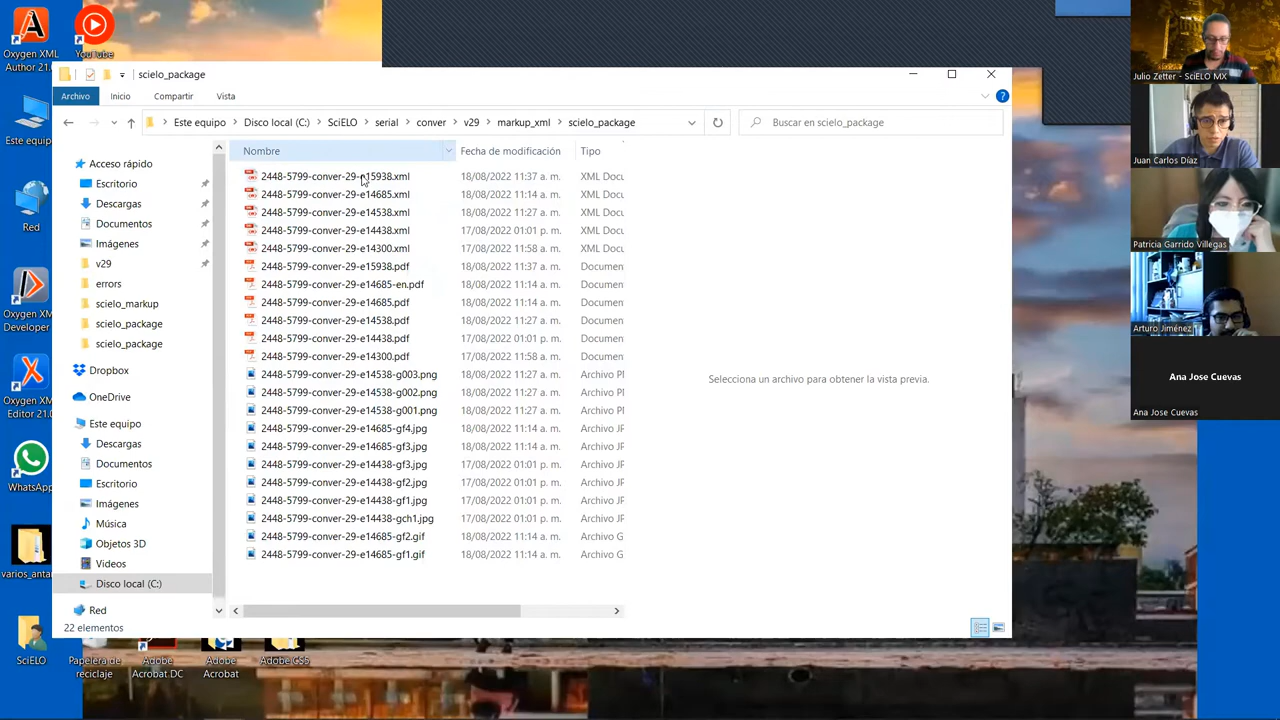 Oxygen XML
Author 21.
YouTube
Este equipo
Red
Oxygen XM
Developer
Oxygen XM
Editor 21.
WhatsApp
varios_anta
SciELO
Papelera de
reciclaje
Adobe
Acrobat DC
Adobe
Acrobat
Adobe CS5
scielo_package
Archivo
Inicio
Compartir
Vista
Este equipo
Disco local (C:)
SciELO
serial
conver
v29
markup_xml
scielo_package
Buscar en scielo_package
Acceso rápido
Escritorio
Descargas
Documentos
Imágenes
v29
errors
scielo_markup
scielo_package
scielo_package
Dropbox
OneDrive
Este equipo
Descargas
Documentos
Escritorio
Imágenes
Música
Objetos 3D
Videos
Disco local (C:)
Red
Nombre Fecha de modificación Tipo
2448-5799-conver-29-e15938.xml 18/08/2022 11:37 a. m. XML Docu
2448-5799-conver-29-e14685.xml 18/08/2022 11:14 a. m. XML Docu
2448-5799-conver-29-e14538.xml 18/08/2022 11:27 a. m. XML Docu
2448-5799-conver-29-e14438.xml 17/08/2022 01:01 p. m. XML Docu
2448-5799-conver-29-e14300.xml 17/08/2022 11:58 a. m. XML Docu
2448-5799-conver-29-e15938.pdf 18/08/2022 11:37 a. m. Documen
2448-5799-conver-29-e14685-en.pdf 18/08/2022 11:14 a. m. Documen
2448-5799-conver-29-e14685.pdf 18/08/2022 11:14 a. m. Documen
2448-5799-conver-29-e14538.pdf 18/08/2022 11:27 a. m. Documen
2448-5799-conver-29-e14438.pdf 17/08/2022 01:01 p. m. Documen
2448-5799-conver-29-e14300.pdf 17/08/2022 11:58 a. m. Documen
2448-5799-conver-29-e14538-g003.png 18/08/2022 11:27 a. m. Archivo PI
2448-5799-conver-29-e14538-g002.png 18/08/2022 11:27 a. m. Archivo PI
2448-5799-conver-29-e14538-g001.png 18/08/2022 11:27 a. m. Archivo PI
2448-5799-conver-29-e14685-gf4.jpg 18/08/2022 11:14 a. m. Archivo JF
2448-5799-conver-29-e14685-gf3.jpg 18/08/2022 11:14 a. m. Archivo JF
2448-5799-conver-29-e14438-gf3.jpg 17/08/2022 01:01 p. m. Archivo JF
2448-5799-conver-29-e14438-gf2.jpg 17/08/2022 01:01 p. m. Archivo JF
2448-5799-conver-29-e14438-gf1.jpg 17/08/2022 01:01 p. m. Archivo JF
2448-5799-conver-29-e14438-gch1.jpg 17/08/2022 01:01 p. m. Archivo JF
2448-5799-conver-29-e14685-gf2.gif 18/08/2022 11:14 a. m. Archivo G
2448-5799-conver-29-e14685-gf1.gif 18/08/2022 11:14 a. m. Archivo G
Selecciona un archivo para obtener la vista previa.
22 elementos
Julio Zetter - SciELO MX
Juan Carlos Díaz
Patricia Garrido Villegas
Arturo Jiménez
Ana Jose Cuevas
Ana Jose Cuevas